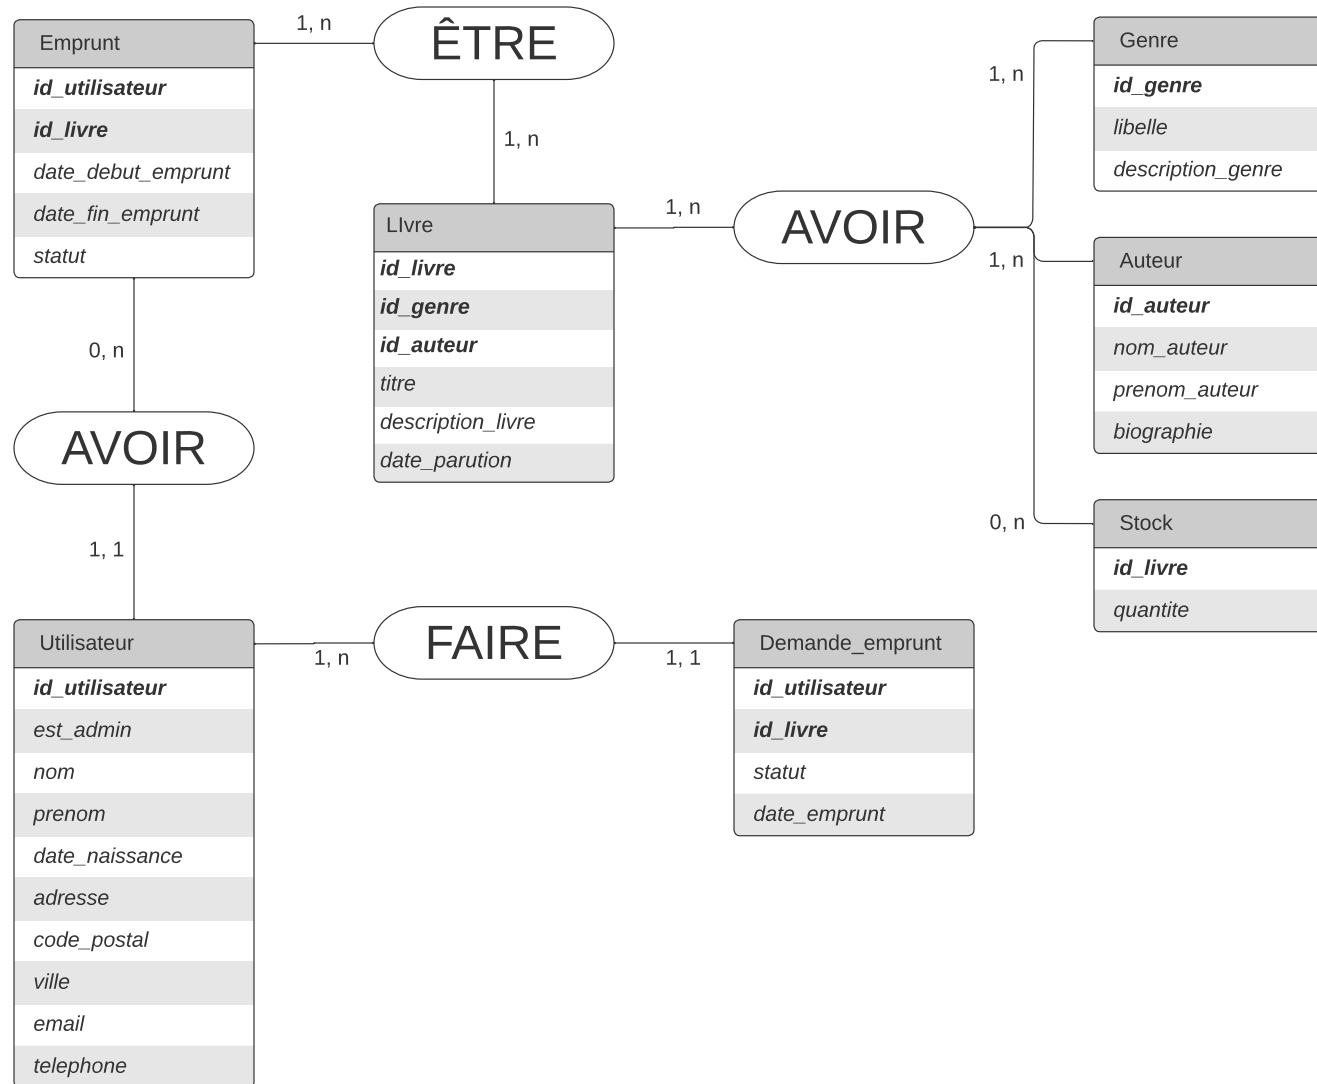 Emprunt
id_utilisateur
id_livre
date_debut_emprunt
date_fin_emprunt
statut
1, n
ÊTRE
1, n
LIvre
id_livre
id_genre
id_auteur
titre
description_livre
date_parution
1, n
AVOIR
1, n
1, n
0, n
Genre
id_genre
libelle
description_genre
Auteur
id_auteur
nom_auteur
prenom_auteur
biographie
Stock
id_livre
quantite
0, n
AVOIR
1, 1
Utilisateur
id_utilisateur
est_admin
nom
prenom
date_naissance
adresse
code_postal
ville
email
telephone
1, n
FAIRE
1, 1
Demande_emprunt
id_utilisateur
id_livre
statut
date_emprunt